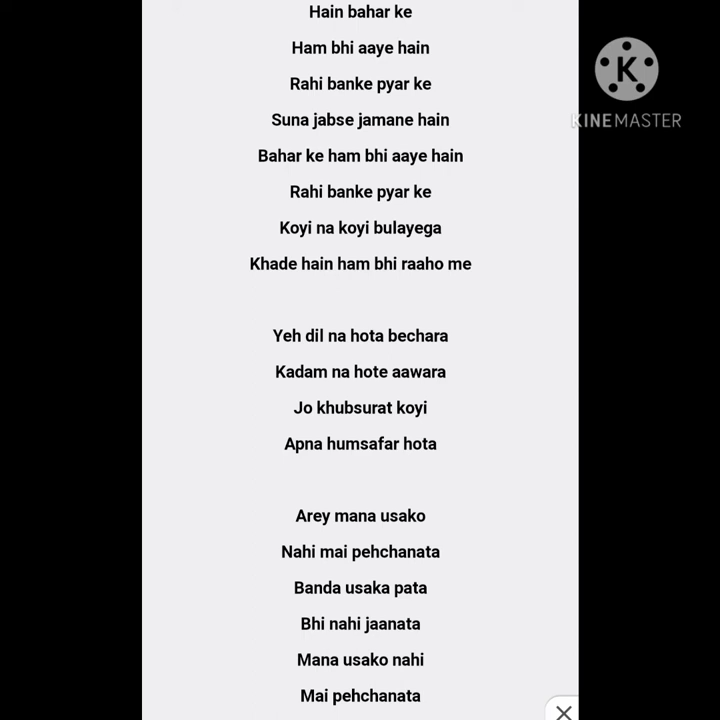 Hain bahar ke
Ham bhi aaye hain
Rahi banke pyar ke
Suna jabse jamane hain
Bahar ke ham bhi aaye hain
Rahi banke pyar ke
Koyi na koyi bulayega
Khade hain ham bhi raaho me
Yeh dil na hota bechara
Kadam na hote aawara
Jo khubsurat koyi
Apna humsafar hota
Arey mana usako
Nahi mai pehchanata
Banda usaka pata
Bhi nahi jaanata
Mana usako nahi
Mai pehchanata
K
KINEMASTER